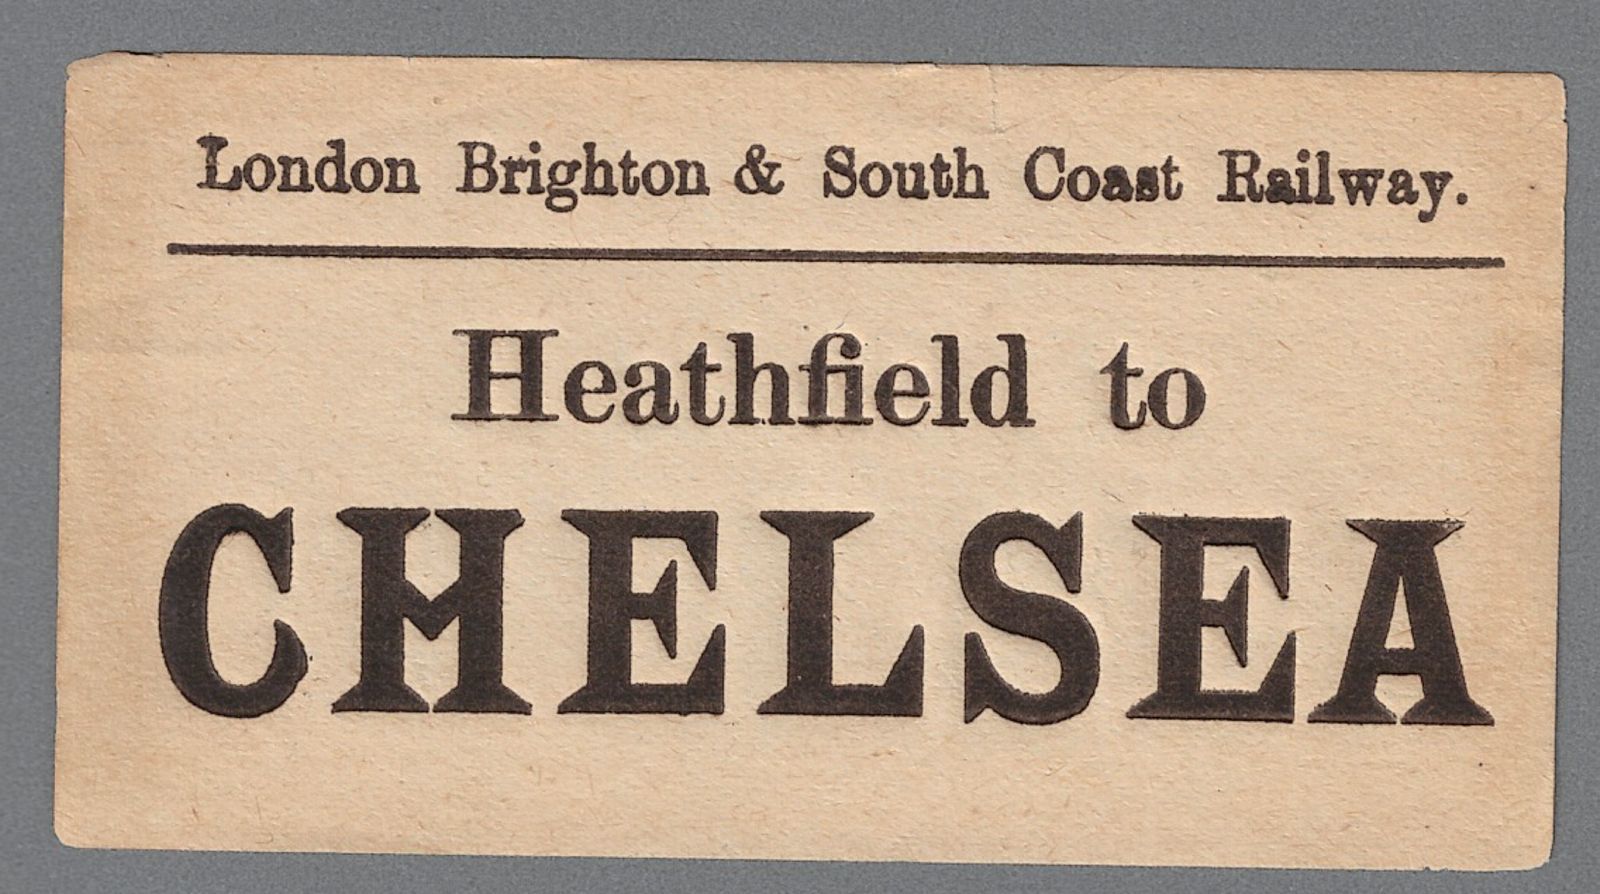 London Brighton & South Coast Railway.
Heathfield to
CHELSEA